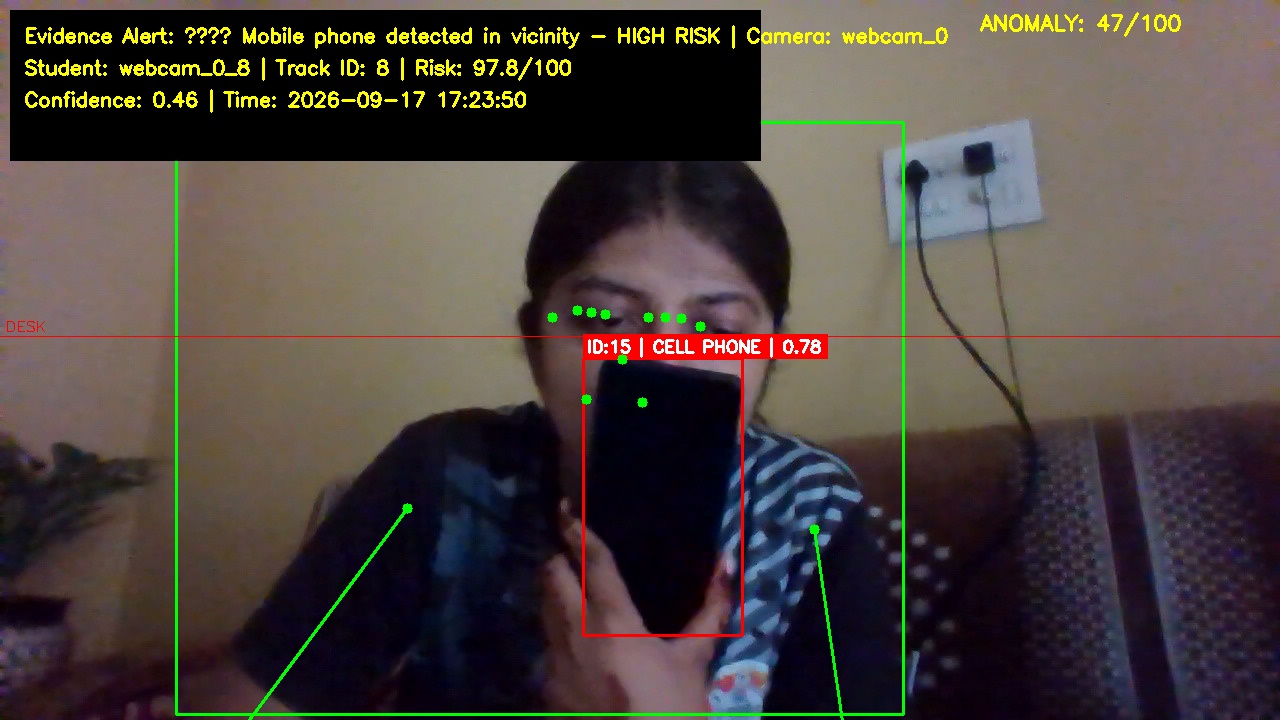 Evidence Alert: ???? Mobile phone detected in vicinity - HIGH RISK | Camera: webcam_0
ANOMALY: 47/100
Student: webcam_0_8 | Track ID: 8 | Risk: 97.8/100
Confidence: 0.46 | Time: 2026-09-17 17:23:50
DESK
ID:15 | CELL PHONE | 0.78